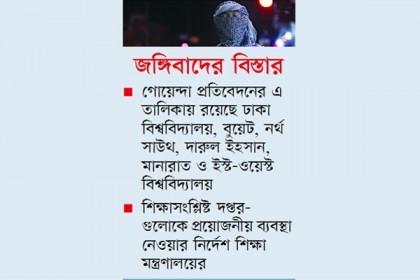 জঙ্গিবাদের বিস্তার
গোয়েন্দা প্রতিবেদনের এ
তালিকায় রয়েছে ঢাকা
বিশ্ববিদ্যালয়, বুয়েট, নর্থ
সাউথ, দারুল ইহসান,
মানারাত ও ইস্ট-ওয়েস্ট
বিশ্ববিদ্যালয়
শিক্ষাসংশ্লিষ্ট দপ্তর-
গুলোকে প্রয়োজনীয় ব্যবস্থা
নেওয়ার নির্দেশ শিক্ষা
মন্ত্রণালয়ের